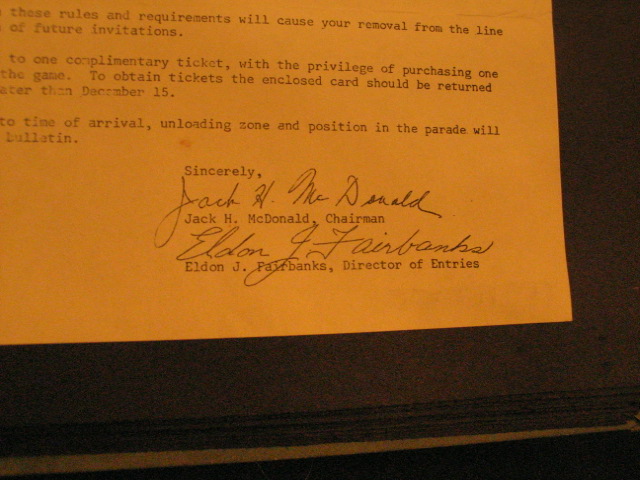 these rules and requirements will cause your removal from the line
of future invitations.
to one complimentary ticket, with the privilege of purchasing one
the game. To obtain tickets the enclosed card should be returned
ater than December 15.
to time of arrival, unloading zone and position in the parade will
bulletin.
Sincerely,
Jack H. McDonald
Jack H. McDonald, Chairman
Eldon J. Fairbanks
Eldon J. Fairbanks, Director of Entries